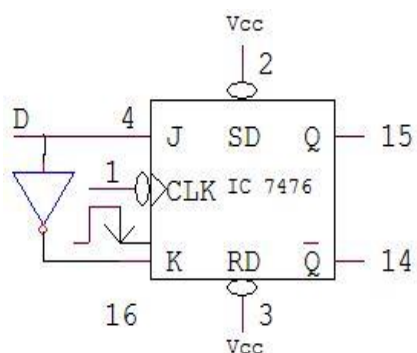 Vcc
2
D 4 J SD Q 15
1 CLK IC 7476
K RD Q̅ 14
16 3
Vcc